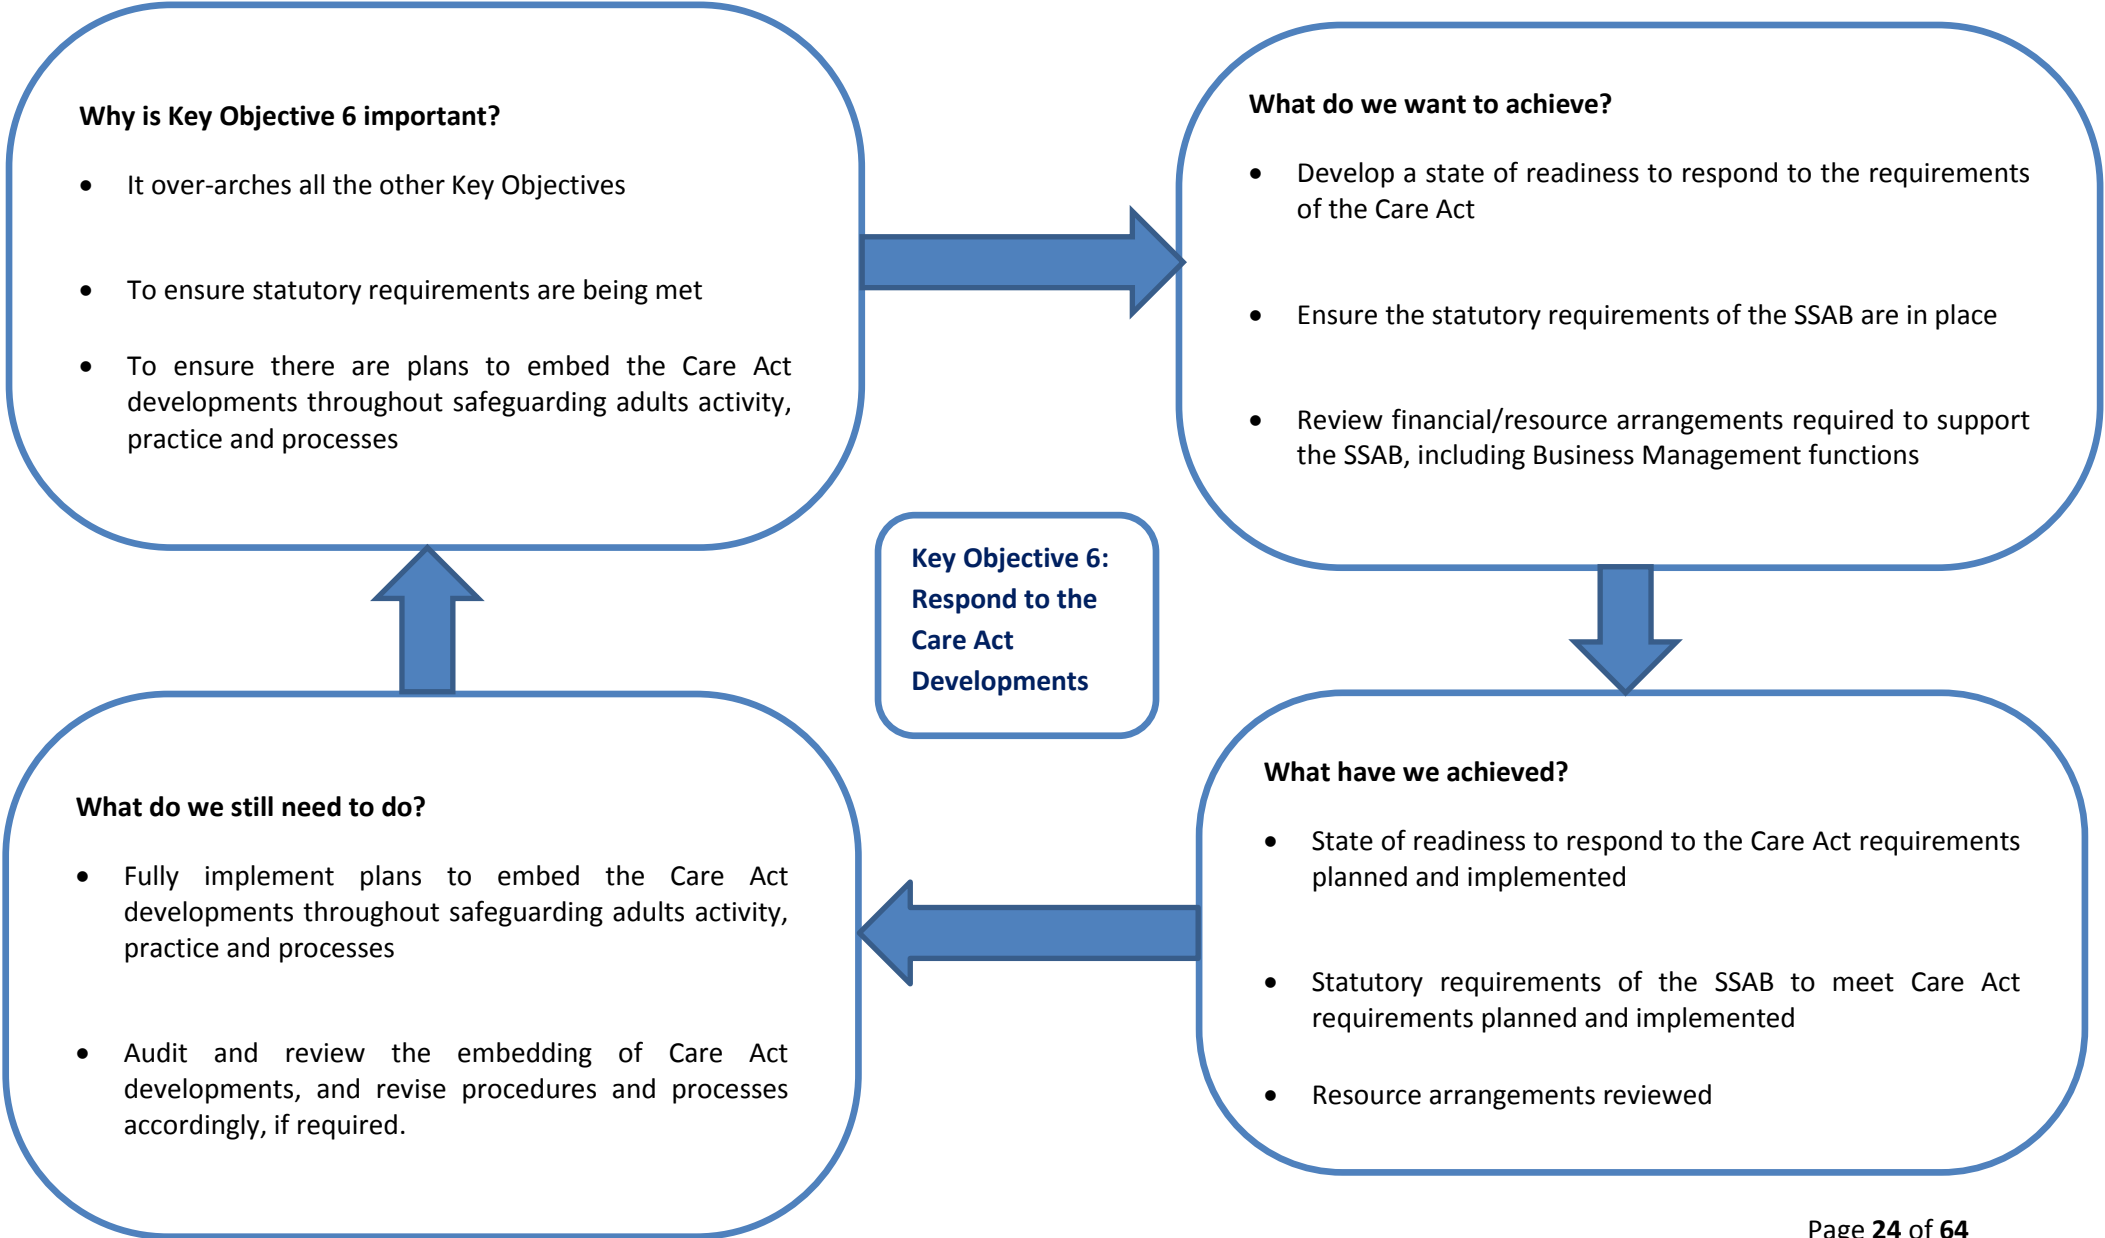 Why is Key Objective 6 important?
• It over-arches all the other Key Objectives
• To ensure statutory requirements are being met
• To ensure there are plans to embed the Care Act
developments throughout safeguarding adults activity,
practice and processes
What do we want to achieve?
• Develop a state of readiness to respond to the requirements
of the Care Act
• Ensure the statutory requirements of the SSAB are in place
• Review financial/resource arrangements required to support
the SSAB, including Business Management functions
Key Objective 6:
Respond to the
Care Act
Developments
What have we achieved?
• State of readiness to respond to the Care Act requirements
planned and implemented
• Statutory requirements of the SSAB to meet Care Act
requirements planned and implemented
• Resource arrangements reviewed
What do we still need to do?
• Fully implement plans to embed the Care Act
developments throughout safeguarding adults activity,
practice and processes
• Audit and review the embedding of Care Act
developments, and revise procedures and processes
accordingly, if required.
Page 24 of 64